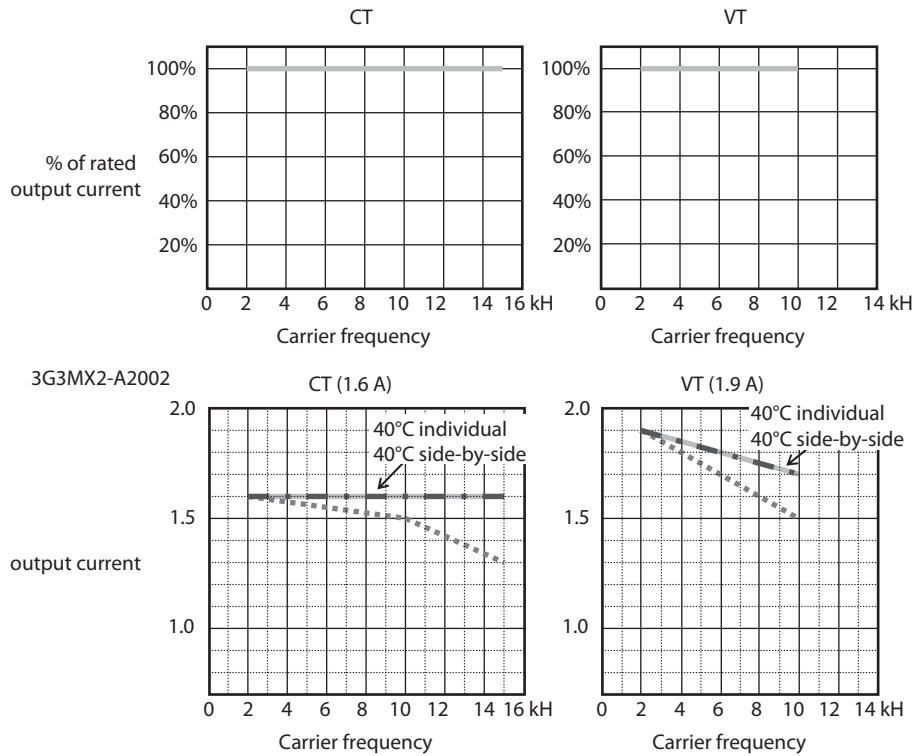 CT
VT
100%
80%
60%
40%
20%
100%
80%
60%
40%
20%
% of rated
output current
0 2 4 6 8 10 12 14 16 kH
0 2 4 6 8 10 12 14 kH
Carrier frequency
Carrier frequency
3G3MX2-A2002
CT (1.6 A)
VT (1.9 A)
2.0
1.5
1.0
40°C individual
40°C side-by-side
2.0
1.5
1.0
40°C individual
40°C side-by-side
output current
0 2 4 6 8 10 12 14 16 kH
0 2 4 6 8 10 12 14 kH
Carrier frequency
Carrier frequency